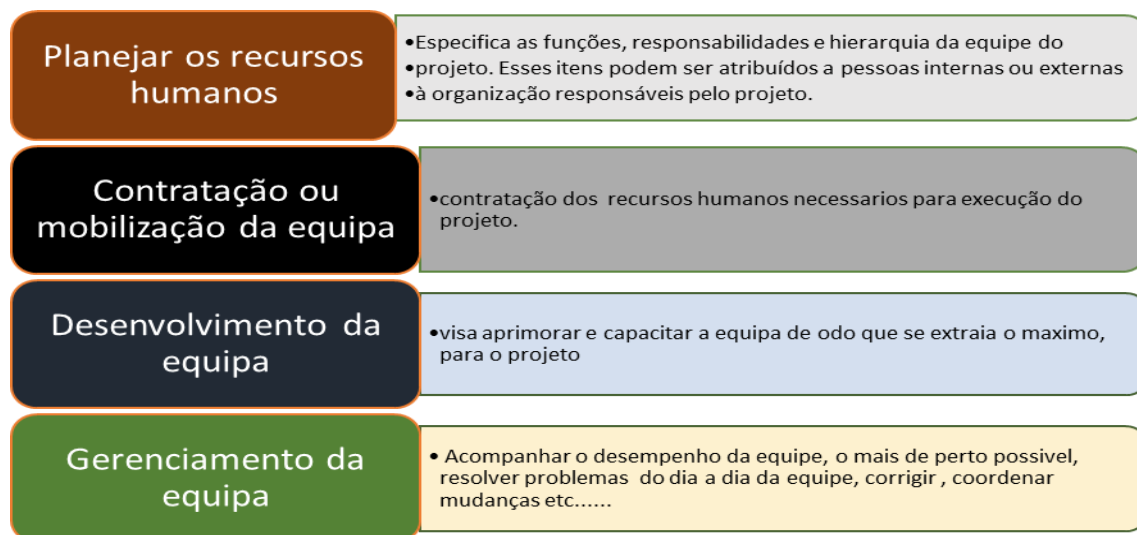 Planejar os recursos
humanos
•Especifica as funções, responsabilidades e hierarquia da equipe do
•projeto. Esses itens podem ser atribuídos a pessoas internas ou externas
•à organização responsáveis pelo projeto.
Contratação ou
mobilização da equipa
•contratação dos recursos humanos necessarios para execução do
projeto.
Desenvolvimento da
equipa
•visa aprimorar e capacitar a equipa de odo que se extraia o maximo,
para o projeto
Gerenciamento da
equipa
• Acompanhar o desempenho da equipe, o mais de perto possivel,
resolver problemas do dia a dia da equipe, corrigir , coordenar
mudanças etc......